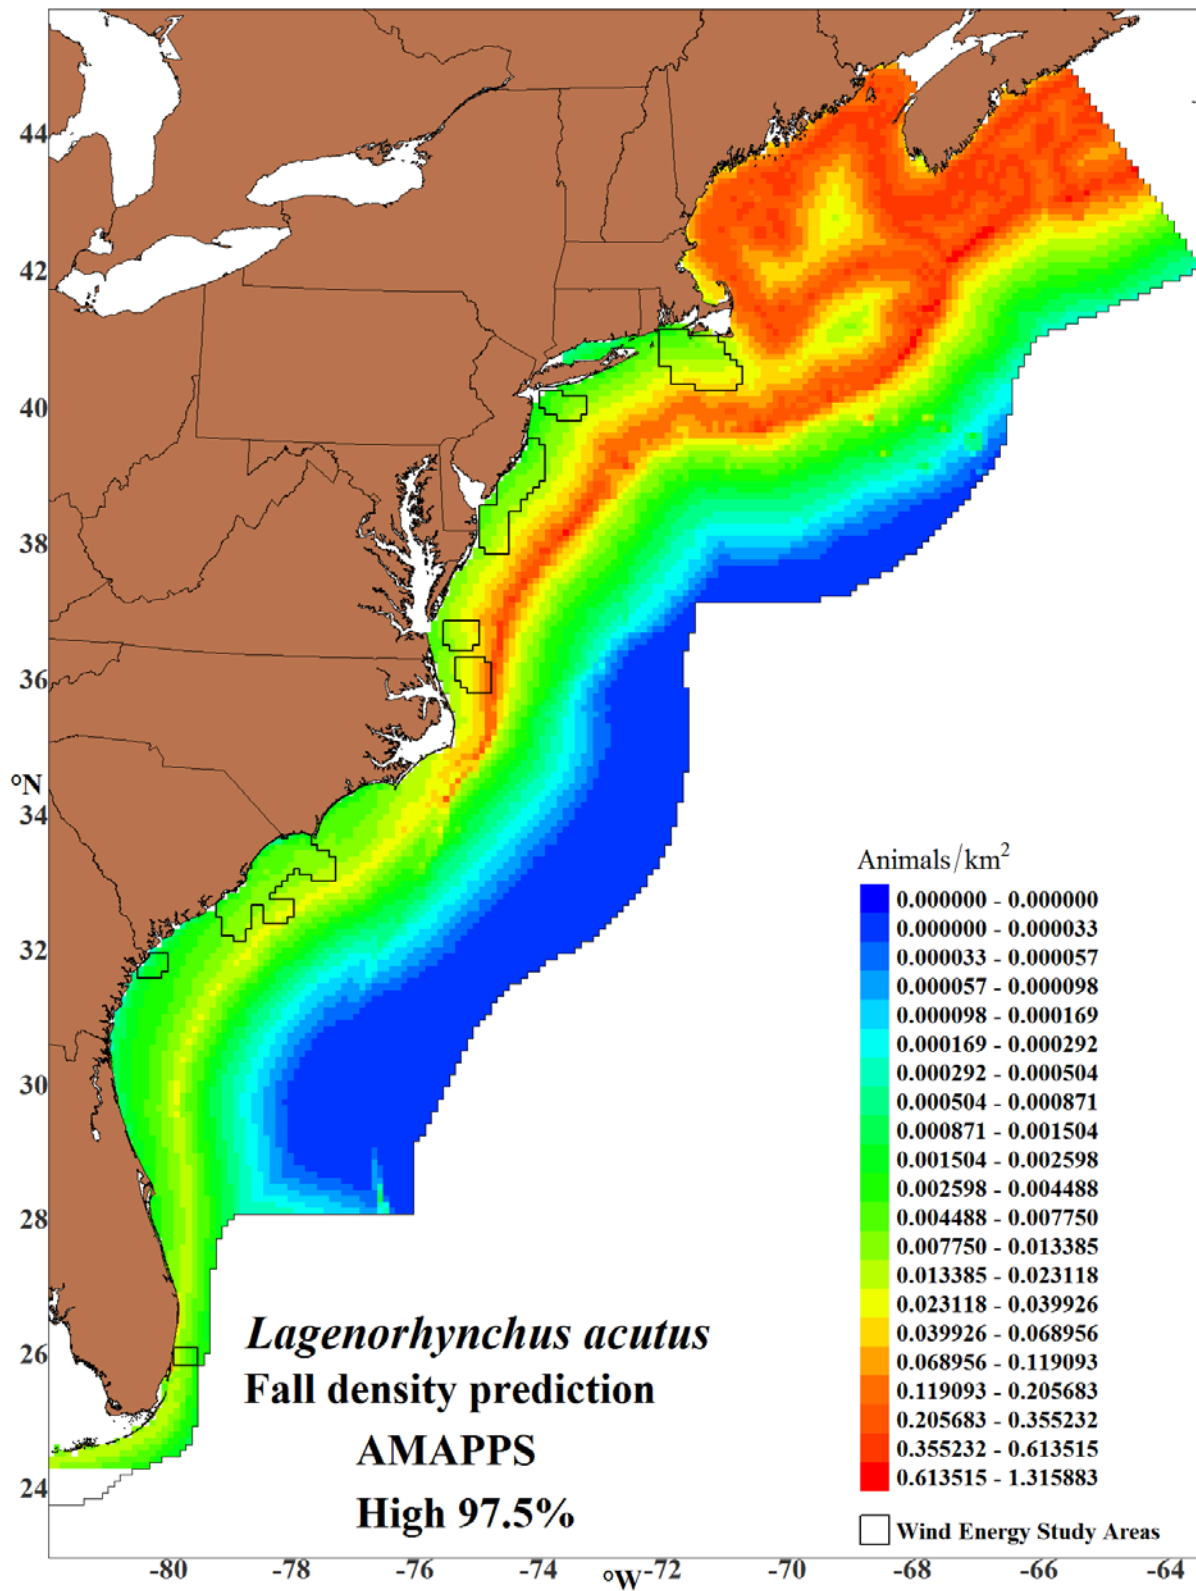 44
42
40
38
36
°N
34
32
30
28
26
24
-80
-78
-76
-74
°W
-72
-70
-68
-66
-64
Lagenorhynchus acutus
Fall density prediction
AMAPPS
High 97.5%
Animals/km²
0.000000 - 0.000000
0.000000 - 0.000033
0.000033 - 0.000057
0.000057 - 0.000098
0.000098 - 0.000169
0.000169 - 0.000292
0.000292 - 0.000504
0.000504 - 0.000871
0.000871 - 0.001504
0.001504 - 0.002598
0.002598 - 0.004488
0.004488 - 0.007750
0.007750 - 0.013385
0.013385 - 0.023118
0.023118 - 0.039926
0.039926 - 0.068956
0.068956 - 0.119093
0.119093 - 0.205683
0.205683 - 0.355232
0.355232 - 0.613515
0.613515 - 1.315883
Wind Energy Study Areas